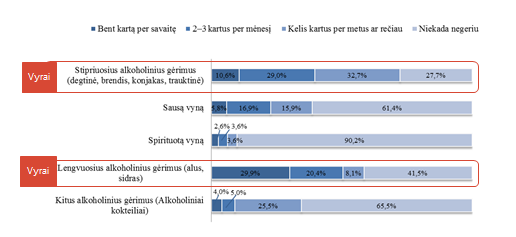 Bent kartą per savaitę 2–3 kartus per mėnesį Kelis kartus per metus ar rečiau Niekada negeriu
Vyrai
Stipriuosius alkoholinius gėrimus
(degtinė, brendis, konjakas, trauktinė)
10,6% 29,0% 32,7% 27,7%
Sausą vyną
5,8% 16,9% 15,9% 61,4%
2,6% 3,6%
Spirituotą vyną
3,6% 90,2%
Vyrai
Lengvuosius alkoholinius gėrimus (alus,
sidras)
29,9% 20,4% 8,1% 41,5%
4,0% 5,0%
Kitus alkoholinius gėrimus (Alkoholiniai
kokteiliai)
25,5% 65,5%